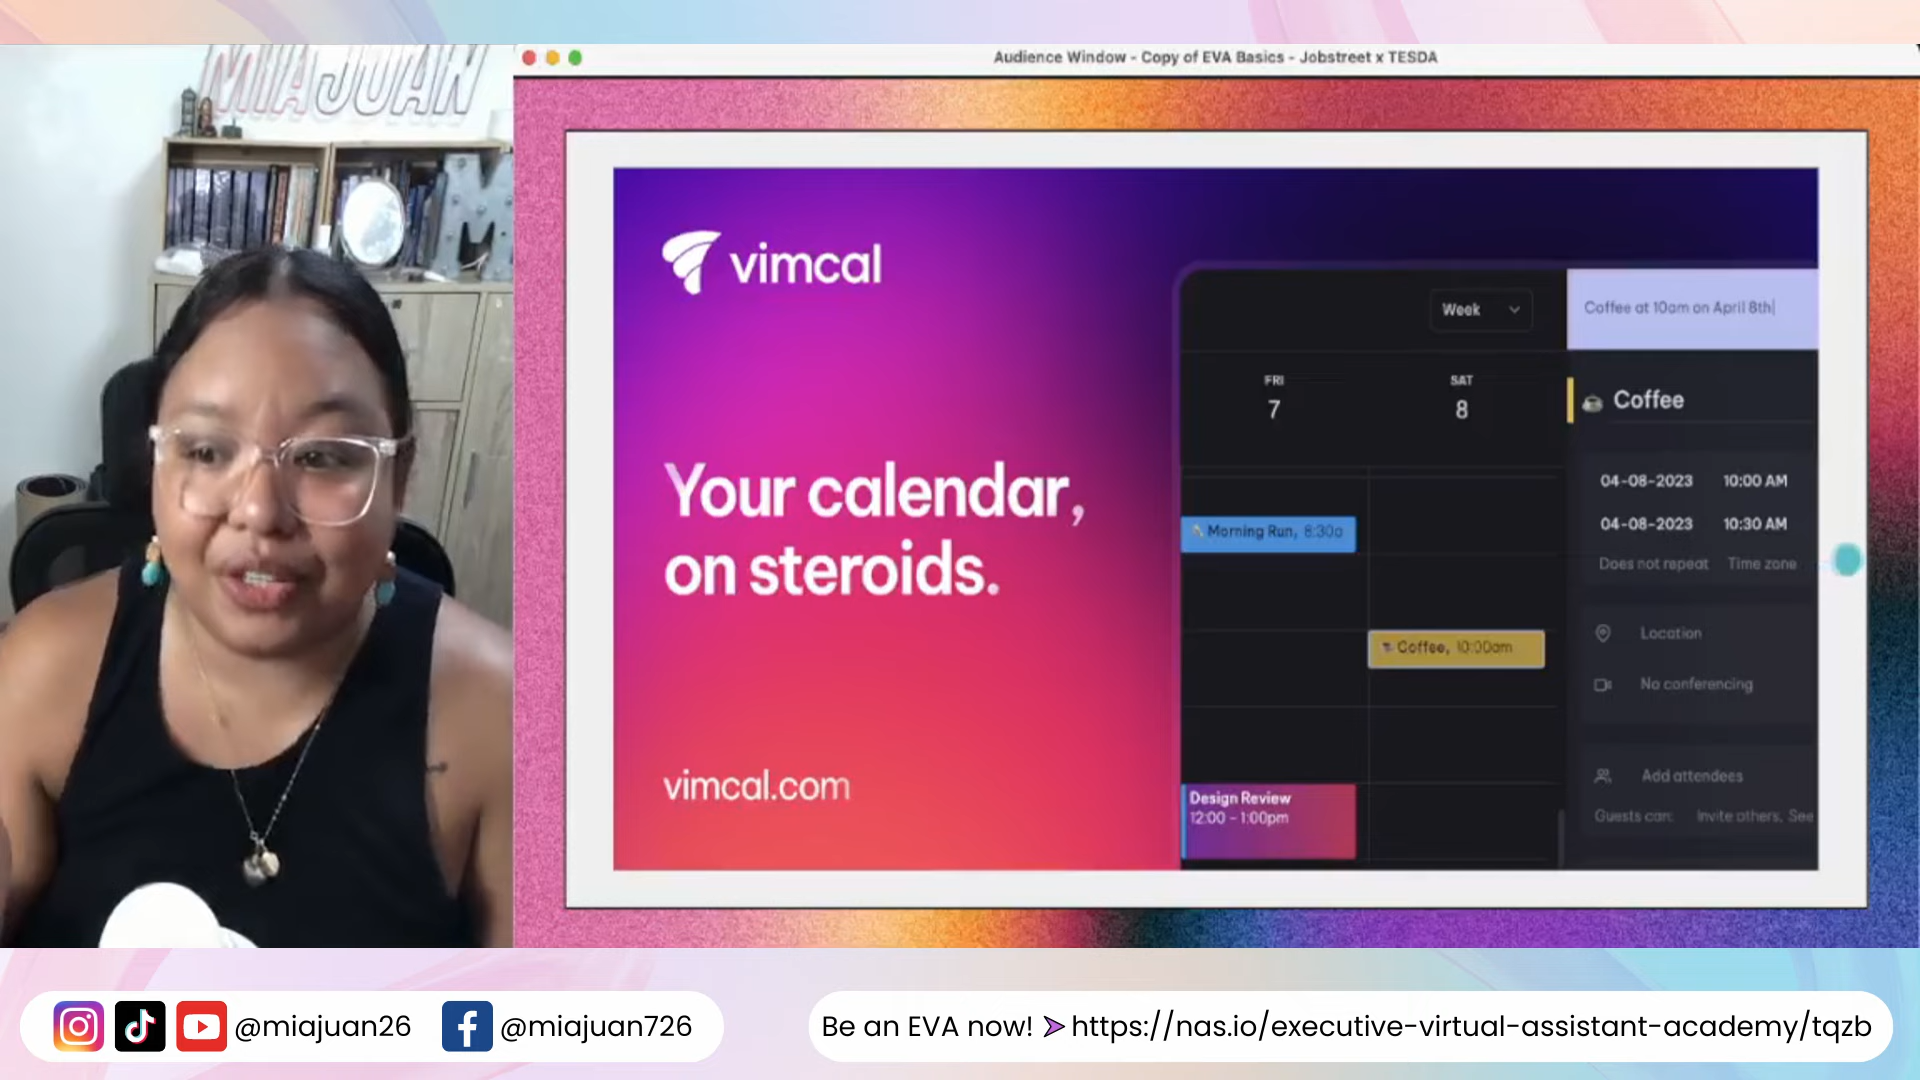 MIAJUAN
Audience Window - Copy of EVA Basics - Jobstreet x TESDA
vimcal
Your calendar,
on steroids.
vimcal.com
Week
FRI
7
SAT
8
Morning Run, 8:30a
Coffee, 10:00am
Design Review
12:00 - 1:00pm
Coffee at 10am on April 8th
Coffee
04-08-2023 10:00 AM
04-08-2023 10:30 AM
Does not repeat Time zone
Location
No conferencing
Add attendees
Guests can: Invite others, See
@miajuan26 @miajuan726
Be an EVA now! ➤ https://nas.io/executive-virtual-assistant-academy/tqzb